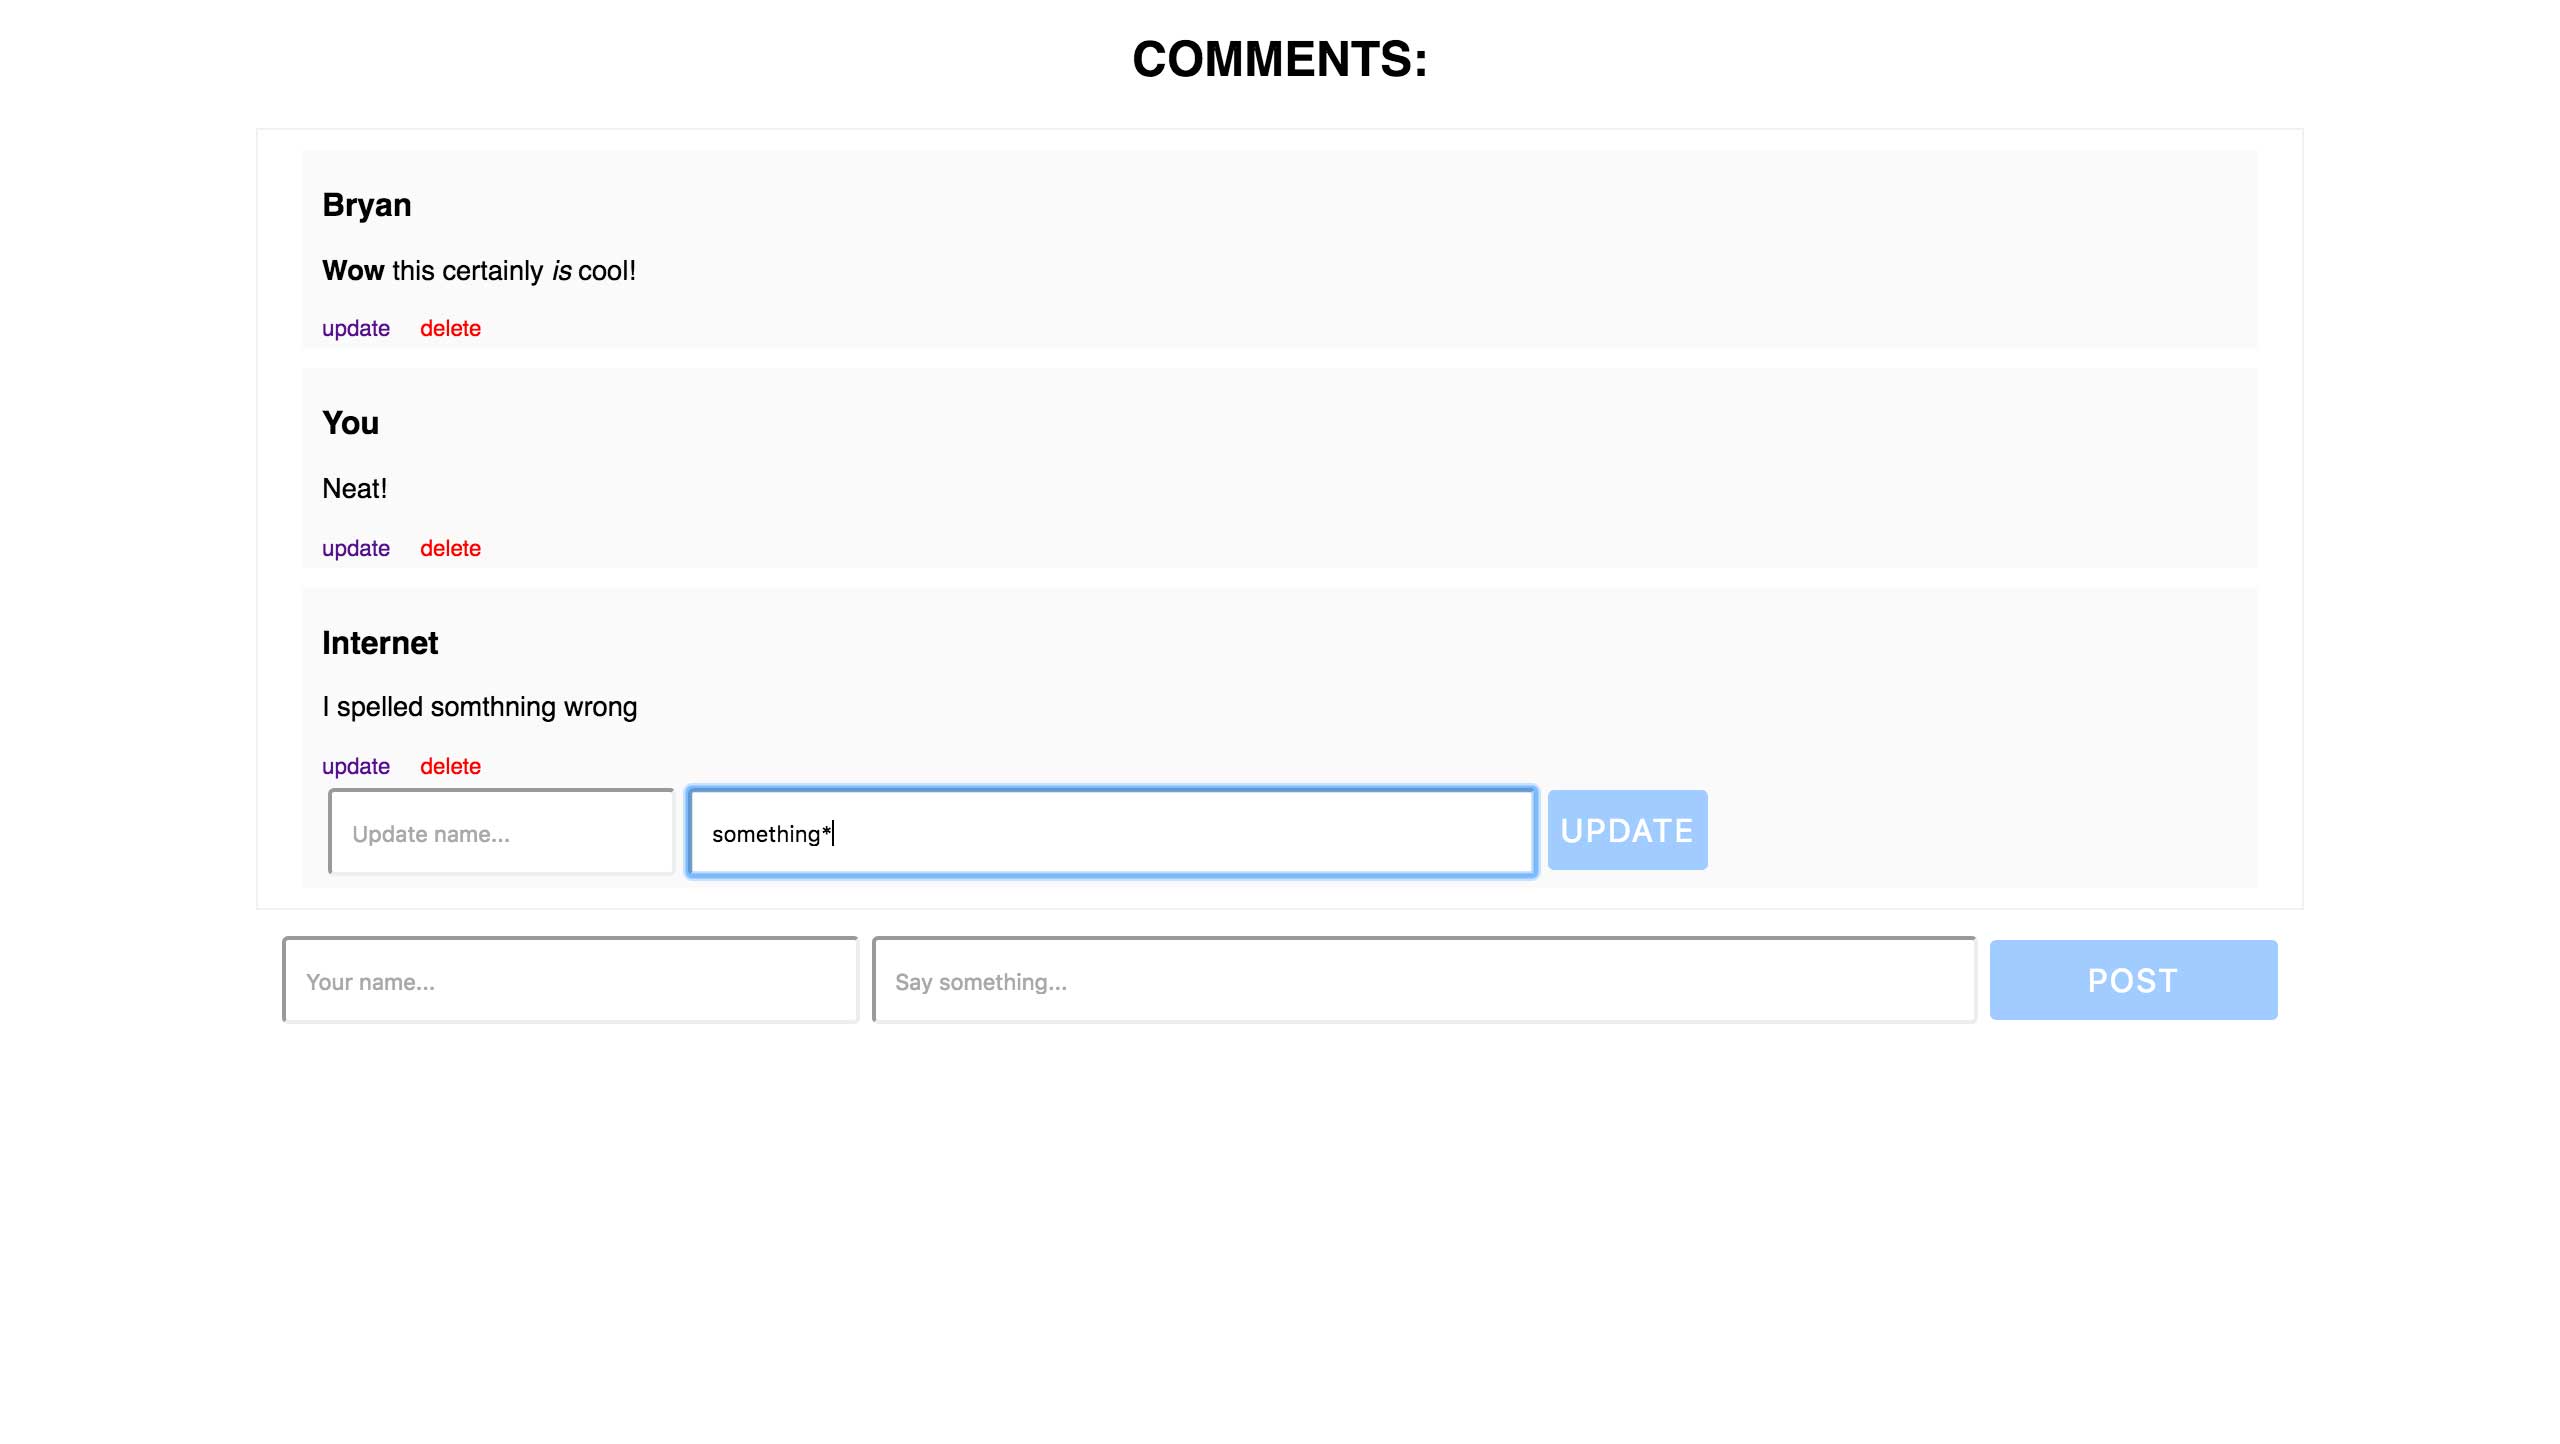 COMMENTS:
Bryan
Wow this certainly is cool!
update delete
You
Neat!
update delete
Internet
I spelled somthning wrong
update delete
Update name... something* UPDATE
Your name... Say something... POST